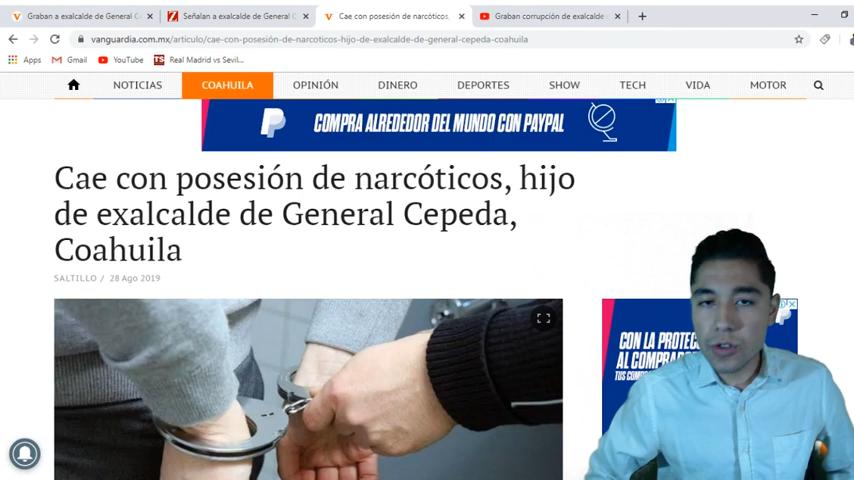 Graban a exalcalde de General C
Señalan a exalcalde de General D
Cae con posesión de narcóticos,
Graban corrupción de exalcalde
vanguardia.com.mx/articulo/cae-con-posesion-de-narcoticos-hijo-de-exalcalde-de-general-cepeda-coahuila
Apps Gmail YouTube Real Madrid vs Sevil...
NOTICIAS COAHUILA OPINIÓN DINERO DEPORTES SHOW TECH VIDA MOTOR
COMPRA ALREDEDOR DEL MUNDO CON PAYPAL
Cae con posesión de narcóticos, hijo
de exalcalde de General Cepeda,
Coahuila
SALTILLO / 28 Ago 2019
CON LA PROTEC
AL COMPRAD
TUS COMP